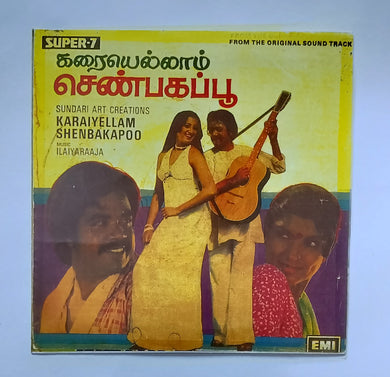 SUPER-7
FROM THE ORIGINAL SOUND TRACK
கரையெல்லாம்
செண்பகப்பூ
SUNDARI ART CREATIONS
KARAIYELLAM
SHENBAKAPOO
MUSIC
ILAIYARAAJA
EMI